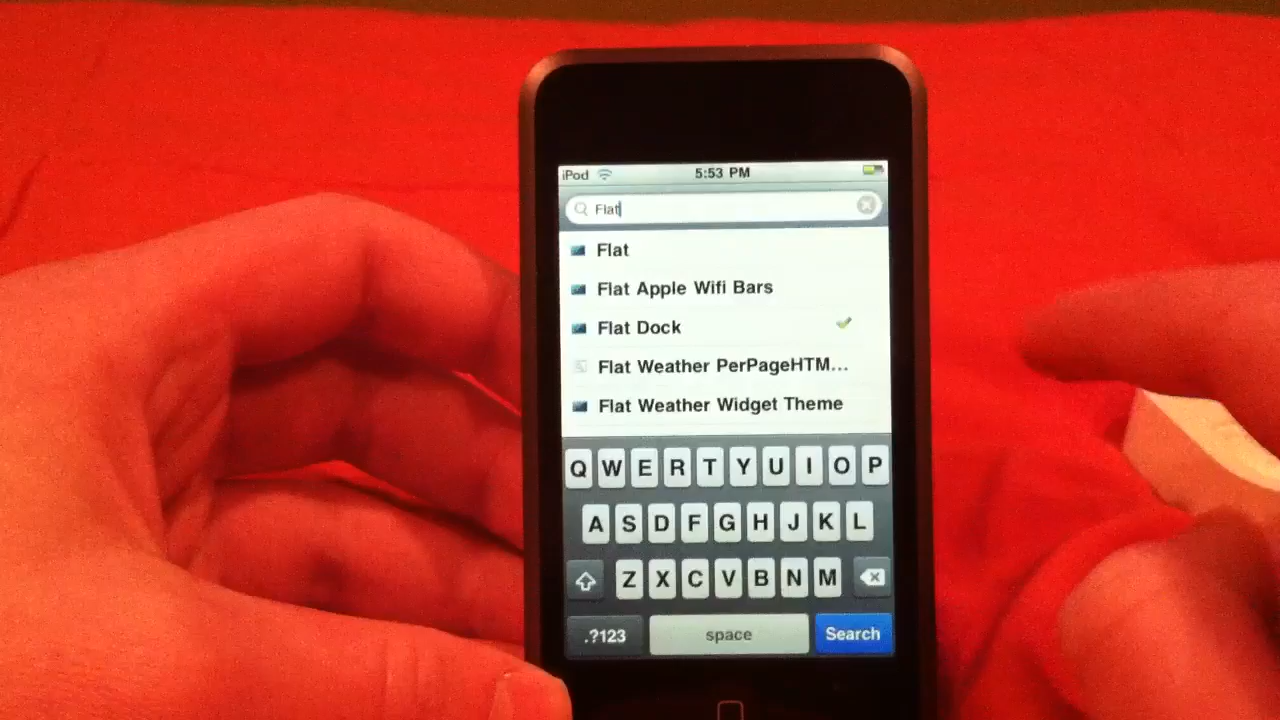 iPod 5:53 PM
Flat
Flat
Flat Apple Wifi Bars
Flat Dock
Flat Weather PerPageHTM...
Flat Weather Widget Theme
Q W E R T Y U I O P
A S D F G H J K L
Z X C V B N M
.?123 space Search